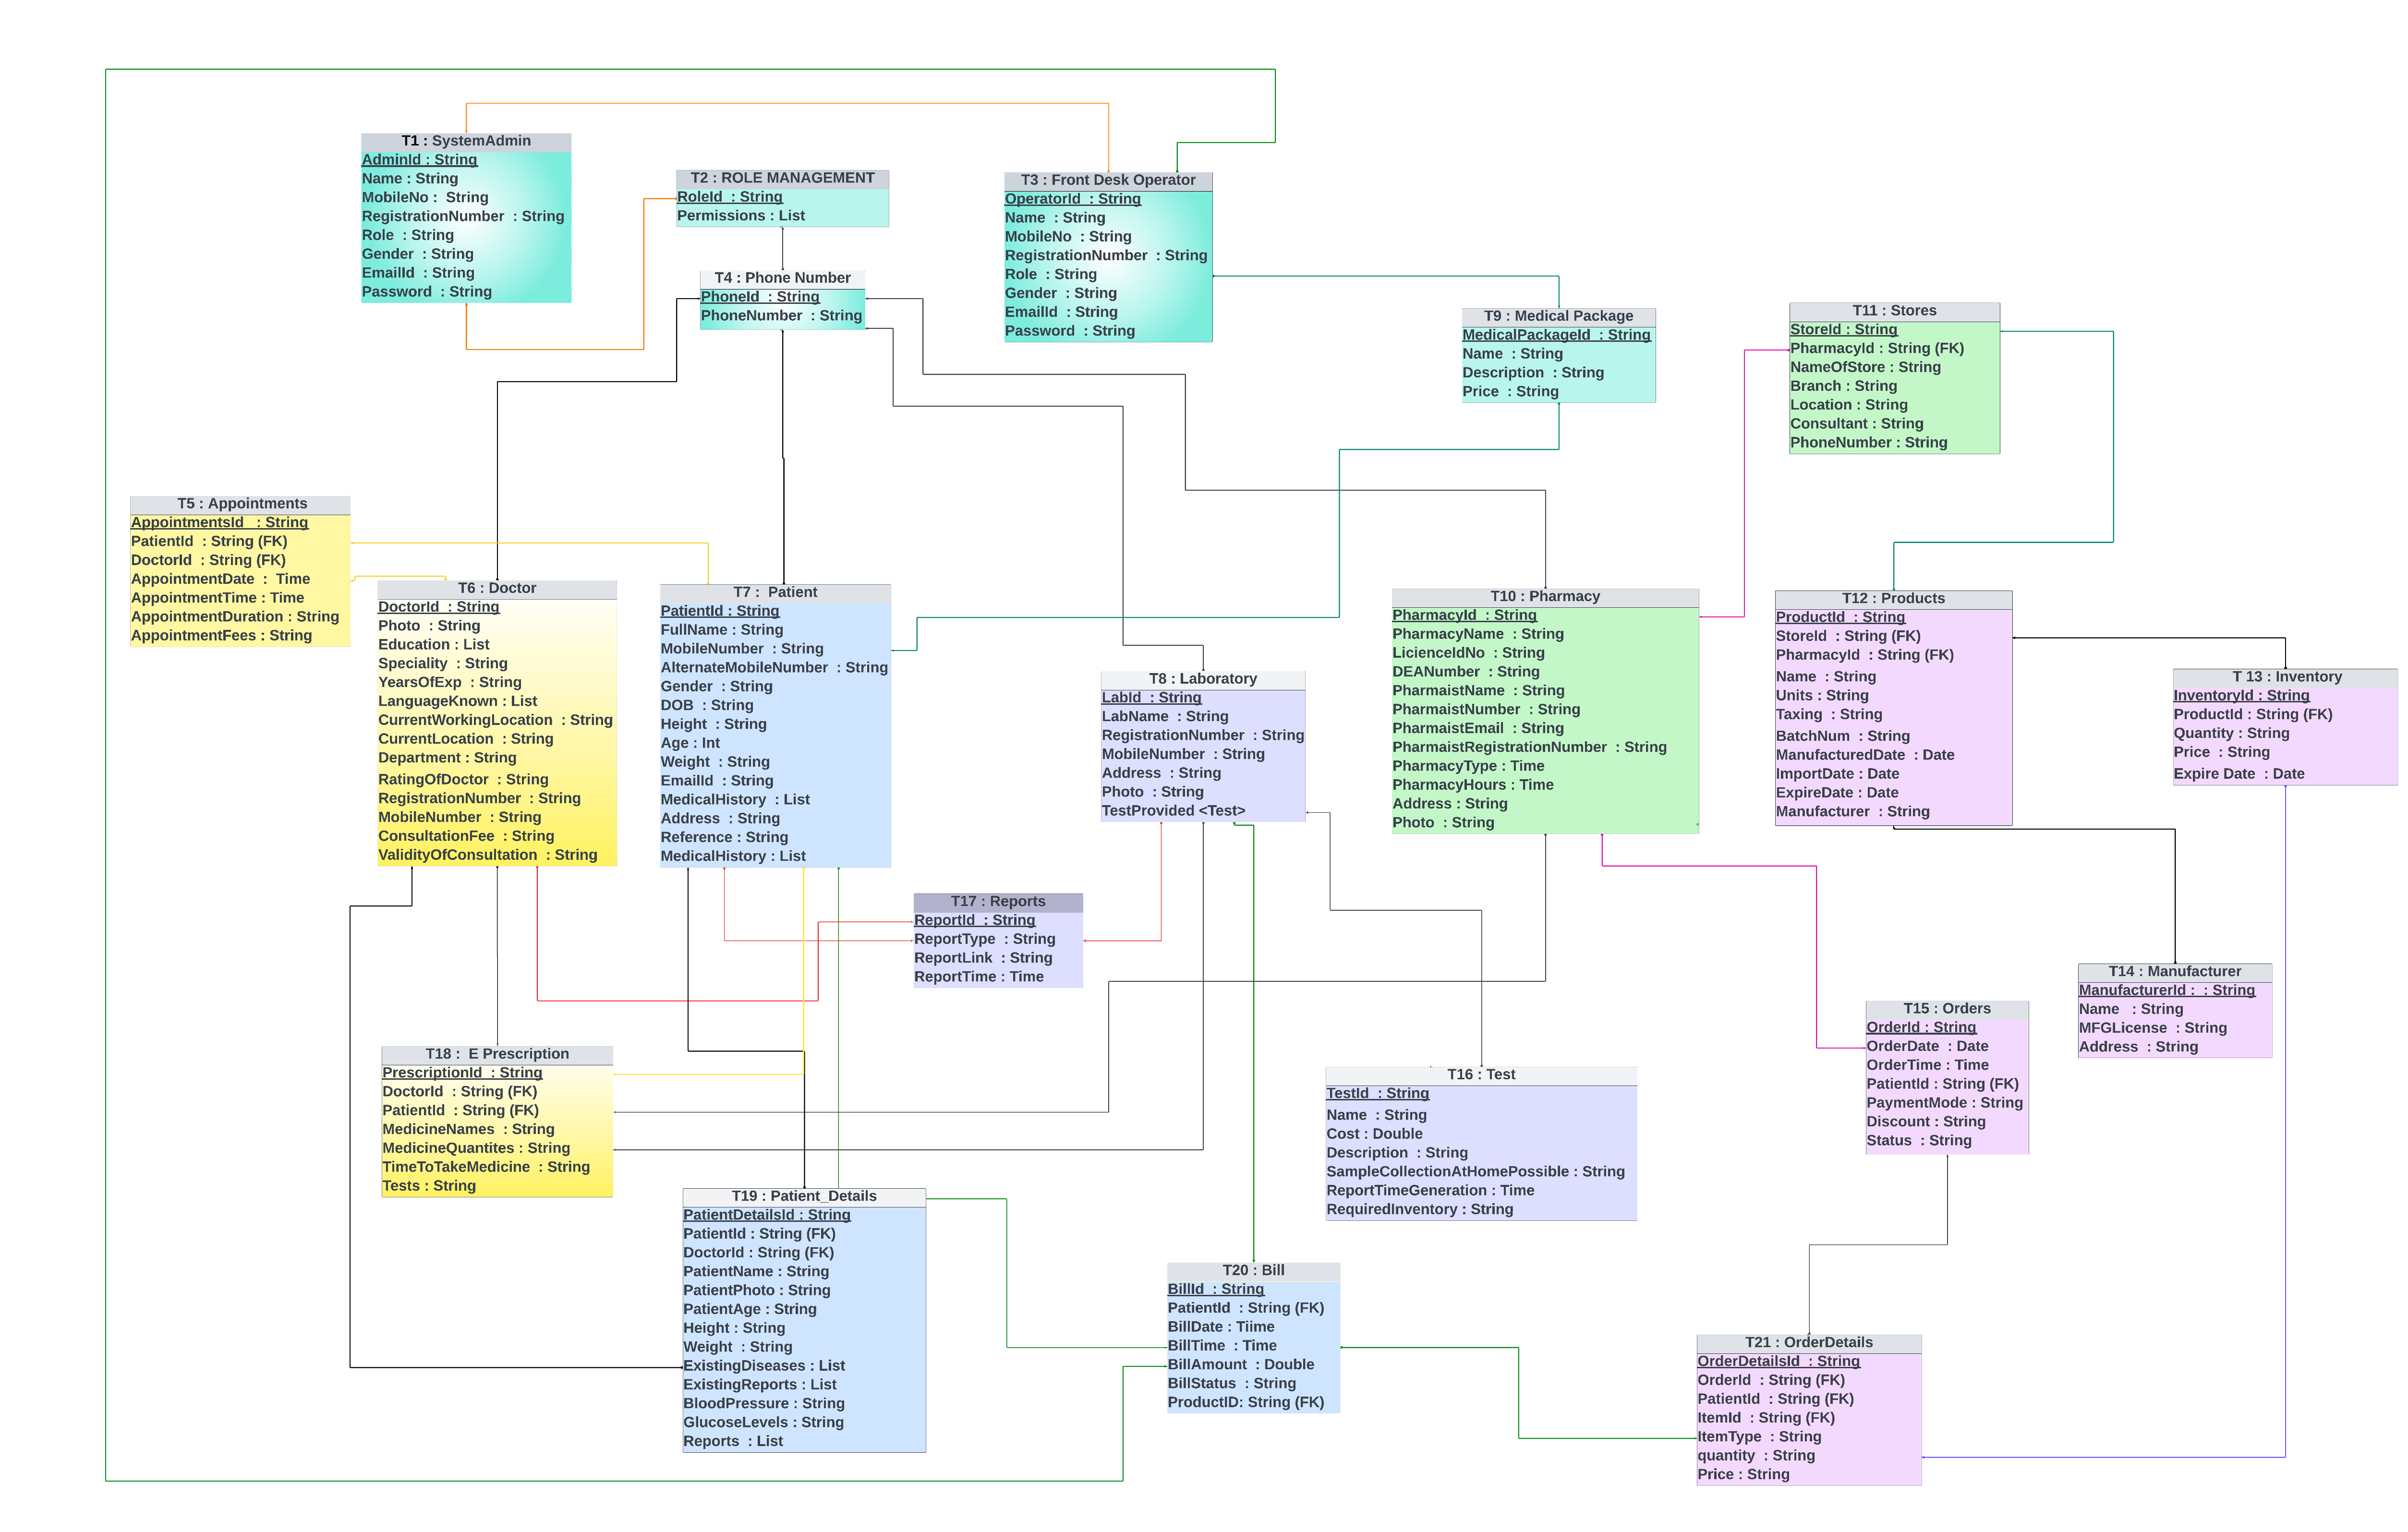 T1 : SystemAdmin
AdminId : String
Name : String
MobileNo :  String
RegistrationNumber  : String
Role  : String
Gender  : String
EmailId  : String
Password  : String
T2 : ROLE MANAGEMENT
RoleId  : String
Permissions : List
T3 : Front Desk Operator
OperatorId  : String
Name  : String
MobileNo  : String
RegistrationNumber  : String
Role  : String
Gender  : String
EmailId  : String
Password  : String
T4 : Phone Number
PhoneId  : String
PhoneNumber  : String
T9 : Medical Package
MedicalPackageId  : String
Name  : String
Description  : String
Price  : String
T11 : Stores
StoreId : String
PharmacyId : String (FK)
NameOfStore : String
Branch : String
Location : String
Consultant : String
PhoneNumber : String
T5 : Appointments
AppointmentsId   : String
PatientId  : String (FK)
DoctorId  : String (FK)
AppointmentDate  :  Time
AppointmentTime : Time
AppointmentDuration : String
AppointmentFees : String
T6 : Doctor
DoctorId  : String
Photo  : String
Education : List
Speciality  : String
YearsOfExp  : String
LanguageKnown : List
CurrentWorkingLocation  : String
CurrentLocation  : String
Department : String
RatingOfDoctor  : String
RegistrationNumber  : String
MobileNumber  : String
ConsultationFee  : String
ValidityOfConsultation  : String
T7 :  Patient
PatientId : String
FullName : String
MobileNumber  : String
AlternateMobileNumber  : String
Gender  : String
DOB  : String
Height  : String
Age : Int
Weight  : String
EmailId  : String
MedicalHistory  : List
Address  : String
Reference : String
MedicalHistory : List
T8 : Laboratory
LabId  : String
LabName  : String
RegistrationNumber  : String
MobileNumber  : String
Address  : String
Photo  : String
TestProvided <Test>
T10 : Pharmacy
PharmacyId  : String
PharmacyName  : String
LicienceIdNo  : String
DEANumber  : String
PharmaistName  : String
PharmaistNumber  : String
PharmaistEmail  : String
PharmaistRegistrationNumber  : String
PharmacyType : Time
PharmacyHours : Time
Address : String
Photo  : String
T12 : Products
ProductId  : String
StoreId  : String (FK)
PharmacyId  : String (FK)
Name  : String
Units : String
Taxing  : String
BatchNum  : String
ManufacturedDate  : Date
ImportDate : Date
ExpireDate : Date
Manufacturer  : String
T 13 : Inventory
InventoryId : String
ProductId : String (FK)
Quantity : String
Price  : String
Expire Date  : Date
T17 : Reports
ReportId  : String
ReportType  : String
ReportLink  : String
ReportTime : Time
T14 : Manufacturer
ManufacturerId :  : String
Name   : String
MFGLicense  : String
Address  : String
T15 : Orders
OrderId : String
OrderDate  : Date
OrderTime : Time
PatientId : String (FK)
PaymentMode : String
Discount : String
Status  : String
T18 :  E Prescription
PrescriptionId  : String
DoctorId  : String (FK)
PatientId  : String (FK)
MedicineNames  : String
MedicineQuantites : String
TimeToTakeMedicine  : String
Tests : String
T16 : Test
TestId  : String
Name  : String
Cost : Double
Description  : String
SampleCollectionAtHomePossible : String
ReportTimeGeneration : Time
RequiredInventory : String
T19 : Patient_Details
PatientDetailsId : String
PatientId : String (FK)
DoctorId : String (FK)
PatientName : String
PatientPhoto : String
PatientAge : String
Height : String
Weight  : String
ExistingDiseases : List
ExistingReports : List
BloodPressure : String
GlucoseLevels : String
Reports  : List
T20 : Bill
BillId  : String
PatientId  : String (FK)
BillDate : Tiime
BillTime  : Time
BillAmount  : Double
BillStatus  : String
ProductID: String (FK)
T21 : OrderDetails
OrderDetailsId  : String
OrderId  : String (FK)
PatientId  : String (FK)
ItemId  : String (FK)
ItemType  : String
quantity  : String
Price : String